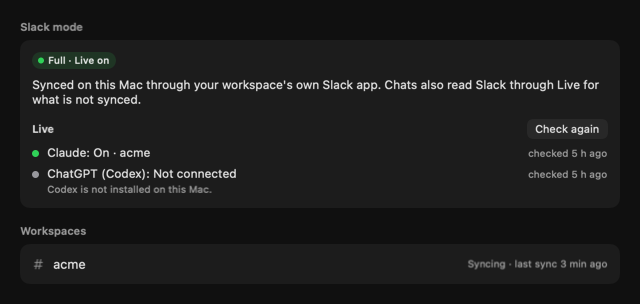 Slack mode
Full · Live on
Synced on this Mac through your workspace's own Slack app. Chats also read Slack through Live for
what is not synced.
Live
Check again
Claude: On · acme
checked 5 h ago
ChatGPT (Codex): Not connected
checked 5 h ago
Codex is not installed on this Mac.
Workspaces
# acme
Syncing · last sync 3 min ago